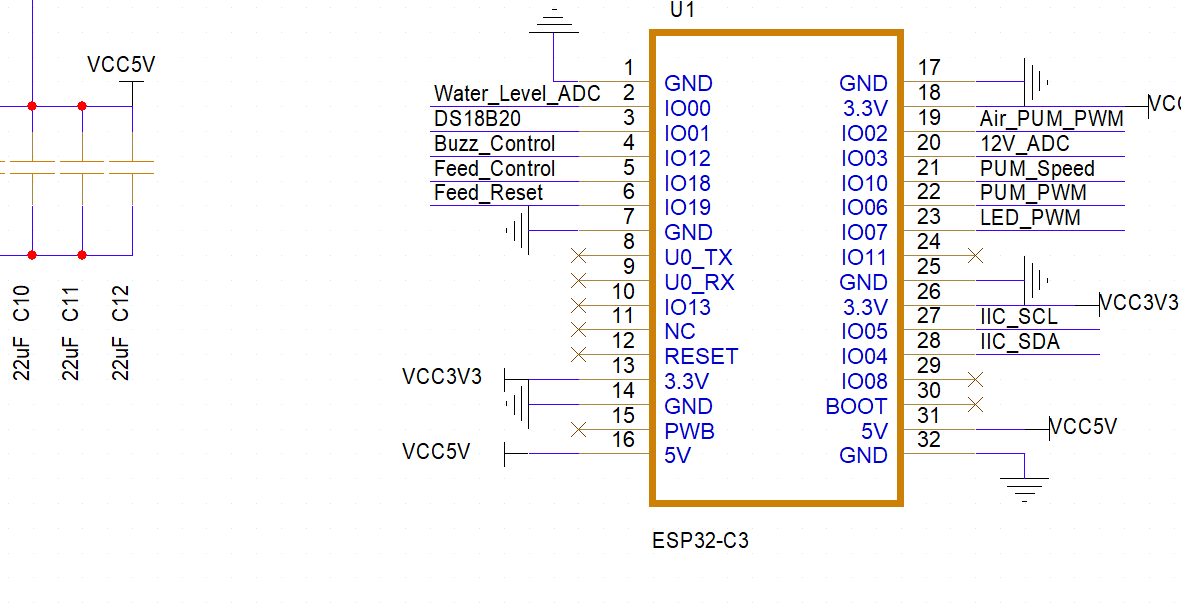 U1
VCC5V
C10
22uF
C11
22uF
C12
22uF
1 GND
Water_Level_ADC 2 IO00
DS18B20 3 IO01
Buzz_Control 4 IO12
Feed_Control 5 IO18
Feed_Reset 6 IO19
7 GND
8 U0_TX
9 U0_RX
10 IO13
11 NC
12 RESET
VCC3V3 13 3.3V
14 GND
15 PWB
VCC5V 16 5V
GND 17
3.3V 18
IO02 19 Air_PUM_PWM
IO03 20 12V_ADC
IO10 21 PUM_Speed
IO06 22 PUM_PWM
IO07 23 LED_PWM
IO11 24
GND 25
3.3V 26 VCC3V3
IO05 27 IIC_SCL
IO04 28 IIC_SDA
IO08 29
BOOT 30
5V 31 VCC5V
GND 32
ESP32-C3